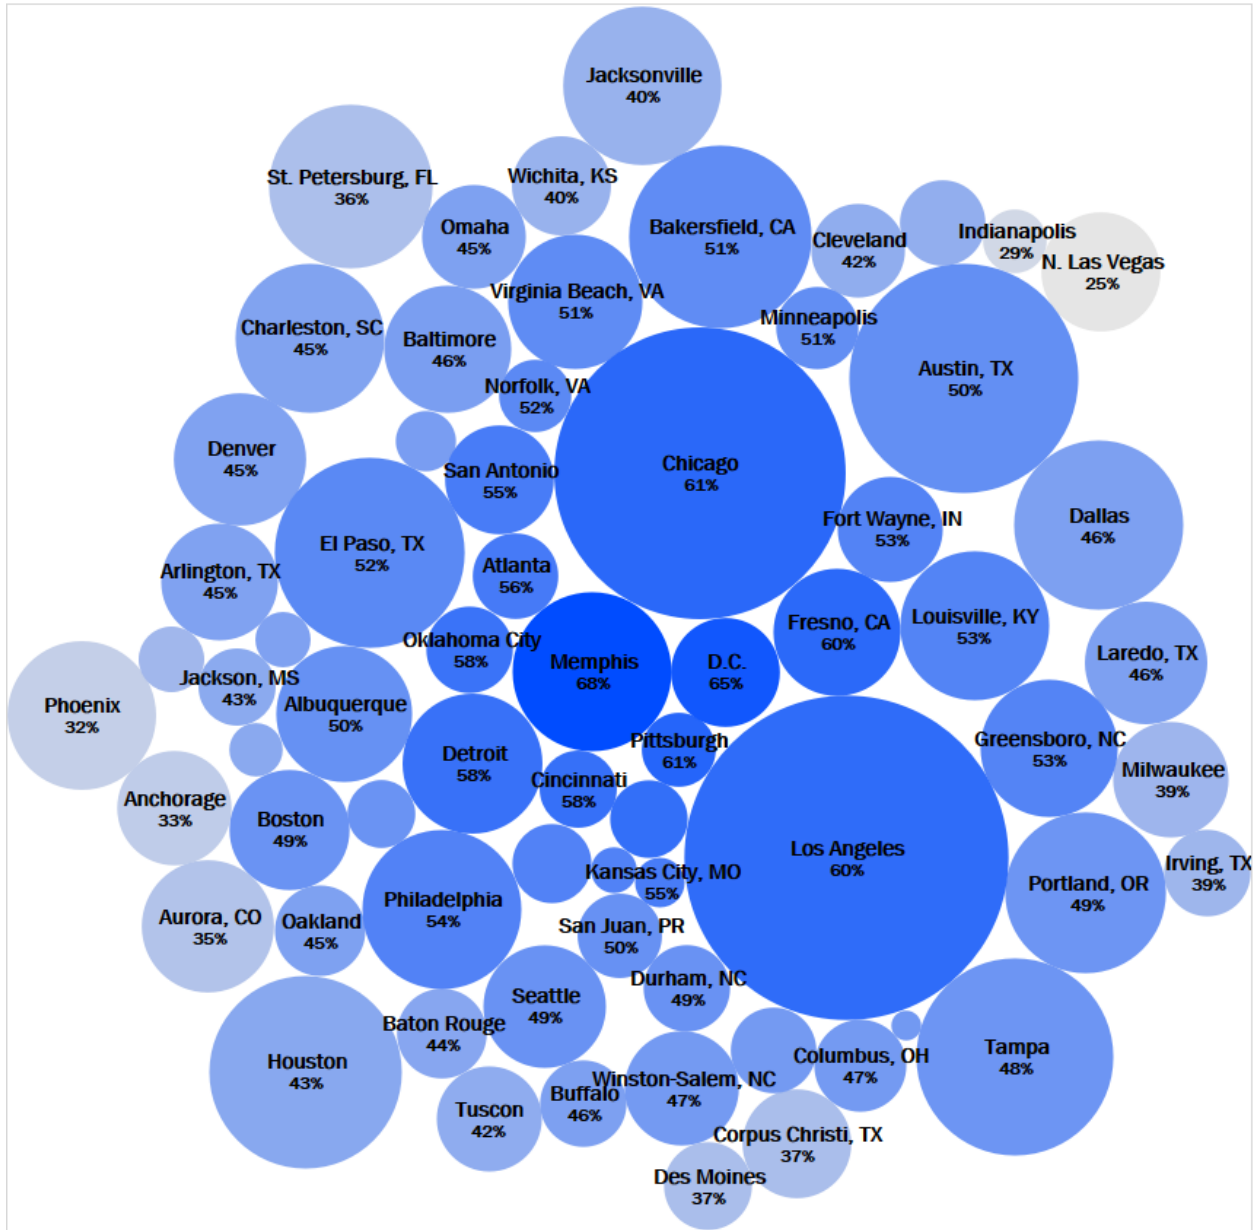 Jacksonville
40%
St. Petersburg, FL
36%
Wichita, KS
40%
Omaha
45%
Bakersfield, CA
51%
Cleveland
42%
Indianapolis
29%
N. Las Vegas
25%
Virginia Beach, VA
51%
Charleston, SC
45%
Baltimore
46%
Minneapolis
51%
Austin, TX
50%
Norfolk, VA
52%
Denver
45%
San Antonio
55%
Chicago
61%
Fort Wayne, IN
53%
Dallas
46%
El Paso, TX
52%
Arlington, TX
45%
Atlanta
56%
Oklahoma City
58%
Memphis
68%
D.C.
65%
Fresno, CA
60%
Louisville, KY
53%
Laredo, TX
46%
Jackson, MS
43%
Phoenix
32%
Albuquerque
50%
Detroit
58%
Pittsburgh
61%
Greensboro, NC
53%
Milwaukee
39%
Anchorage
33%
Cincinnati
58%
Boston
49%
Los Angeles
60%
Irving, TX
39%
Kansas City, MO
55%
Portland, OR
49%
Philadelphia
54%
Aurora, CO
35%
Oakland
45%
San Juan, PR
50%
Durham, NC
49%
Seattle
49%
Baton Rouge
44%
Houston
43%
Columbus, OH
47%
Tampa
48%
Winston-Salem, NC
47%
Buffalo
46%
Tuscon
42%
Corpus Christi, TX
37%
Des Moines
37%